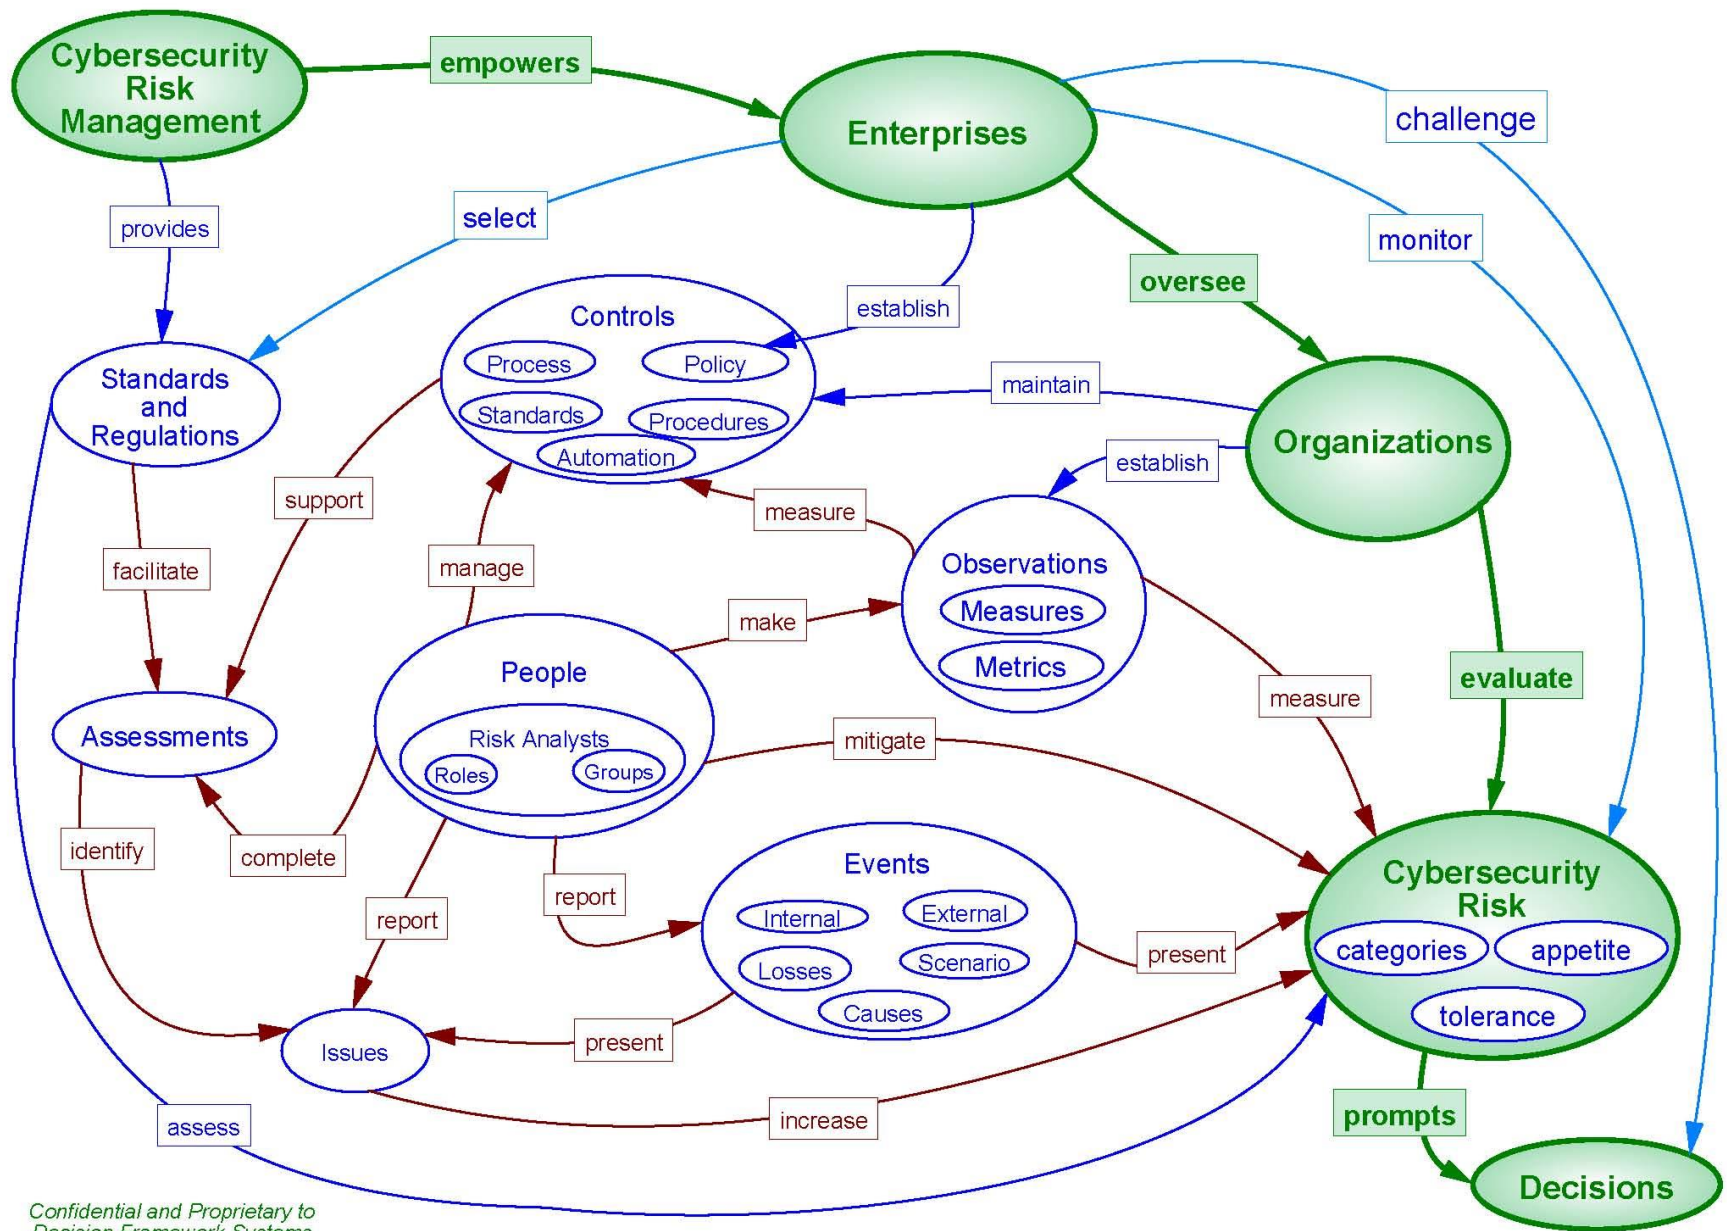 Cybersecurity
Risk
Management
empowers
Enterprises
challenge
provides
select
monitor
oversee
establish
Controls
Process
Policy
Standards
Procedures
Automation
maintain
Standards
and
Regulations
Organizations
establish
support
measure
facilitate
manage
Observations
Measures
Metrics
make
evaluate
measure
People
Risk Analysts
Roles
Groups
mitigate
Assessments
identify
complete
report
report
Events
Internal
External
Losses
Scenario
Causes
present
Cybersecurity
Risk
categories
appetite
tolerance
Issues
present
increase
assess
prompts
Decisions
Confidential and Proprietary to
Decision Framework Systems